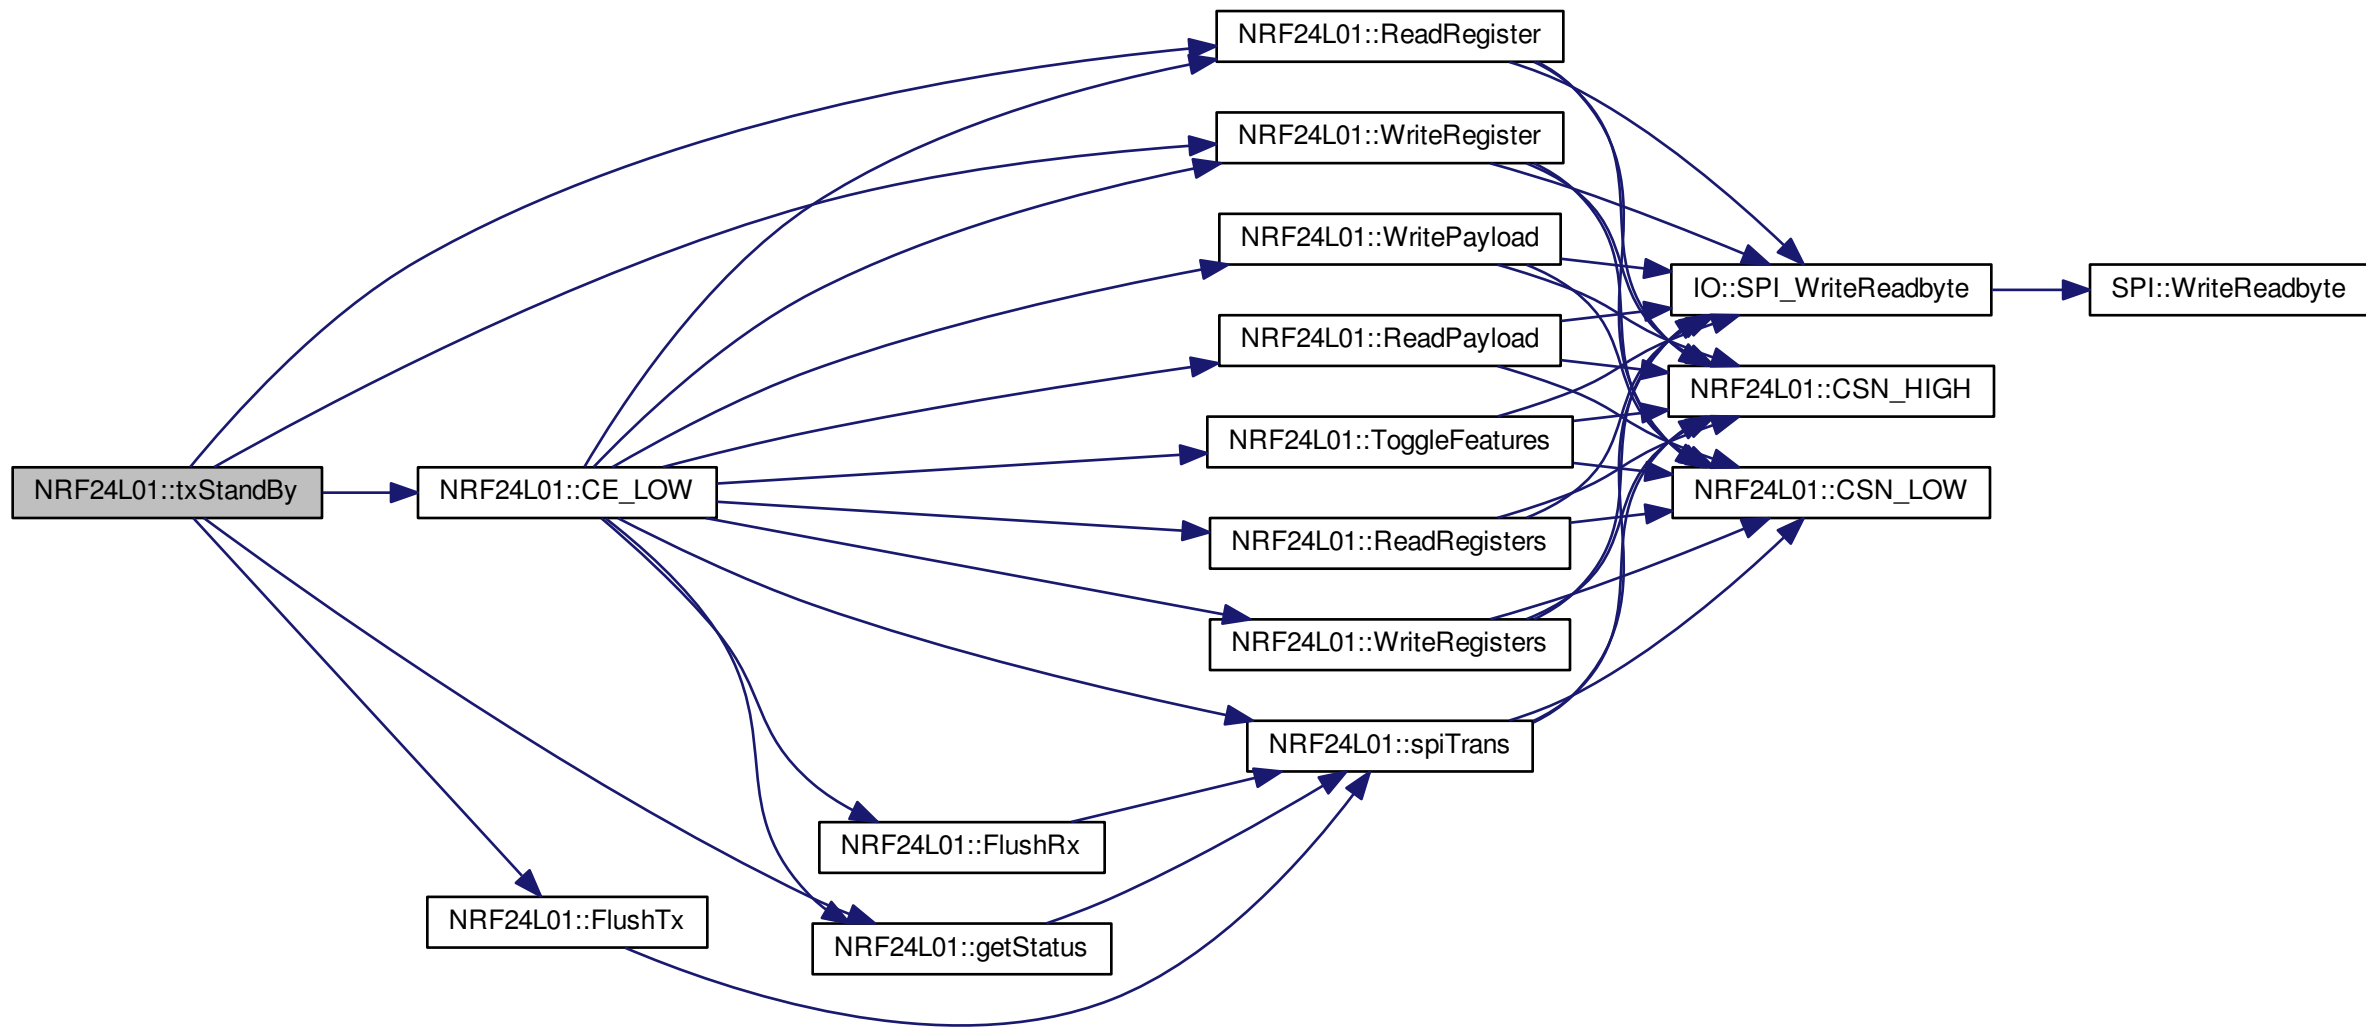 NRF24L01::txStandBy
NRF24L01::CE_LOW
NRF24L01::FlushTx
NRF24L01::FlushRx
NRF24L01::getStatus
NRF24L01::ReadRegister
NRF24L01::WriteRegister
NRF24L01::WritePayload
NRF24L01::ReadPayload
NRF24L01::ToggleFeatures
NRF24L01::ReadRegisters
NRF24L01::WriteRegisters
NRF24L01::spiTrans
IO::SPI_WriteReadbyte
NRF24L01::CSN_HIGH
NRF24L01::CSN_LOW
SPI::WriteReadbyte